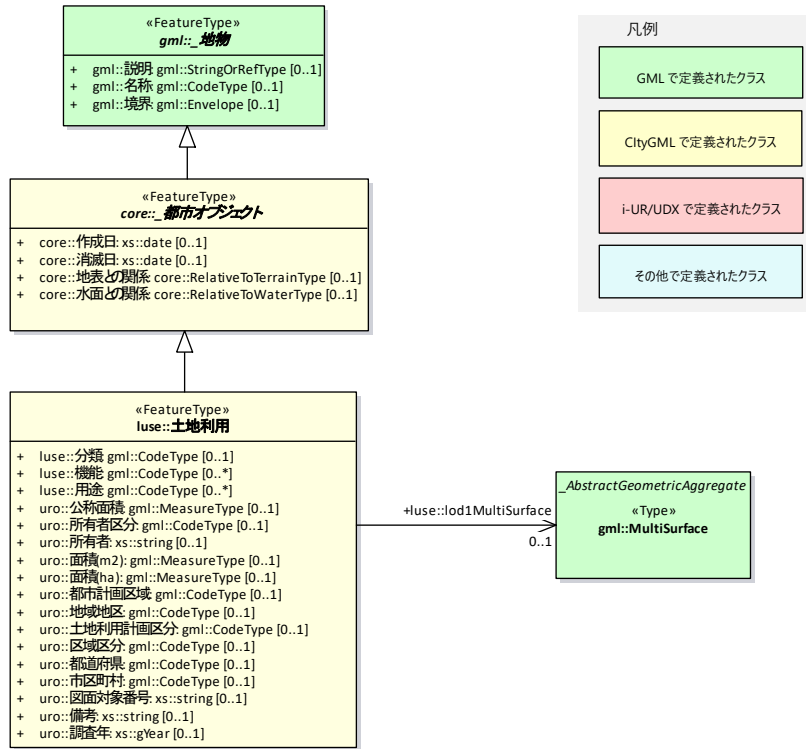 «FeatureType»
gml::_地物
+ gml::説明: gml::StringOrRefType [0..1]
+ gml::名称: gml::CodeType [0..1]
+ gml::境界: gml::Envelope [0..1]
«FeatureType»
core::_都市オブジェクト
+ core::作成日: xs::date [0..1]
+ core::消滅日: xs::date [0..1]
+ core::地表との関係: core::RelativeToTerrainType [0..1]
+ core::水面との関係: core::RelativeToWaterType [0..1]
«FeatureType»
luse::土地利用
+ luse::分類: gml::CodeType [0..1]
+ luse::機能: gml::CodeType [0..*]
+ luse::用途: gml::CodeType [0..*]
+ uro::公称面積: gml::MeasureType [0..1]
+ uro::所有者区分: gml::CodeType [0..1]
+ uro::所有者: xs::string [0..1]
+ uro::面積(m2): gml::MeasureType [0..1]
+ uro::面積(ha): gml::MeasureType [0..1]
+ uro::都市計画区域: gml::CodeType [0..1]
+ uro::地域地区: gml::CodeType [0..1]
+ uro::土地利用計画区分: gml::CodeType [0..1]
+ uro::区域区分: gml::CodeType [0..1]
+ uro::都道府県: gml::CodeType [0..1]
+ uro::市区町村: gml::CodeType [0..1]
+ uro::図面対象番号: xs::string [0..1]
+ uro::備考: xs::string [0..1]
+ uro::調査年: xs::gYear [0..1]
+luse::lod1MultiSurface
0..1
_AbstractGeometricAggregate
«Type»
gml::MultiSurface
凡例
GML で定義されたクラス
CItyGML で定義されたクラス
i-UR/UDX で定義されたクラス
その他で定義されたクラス